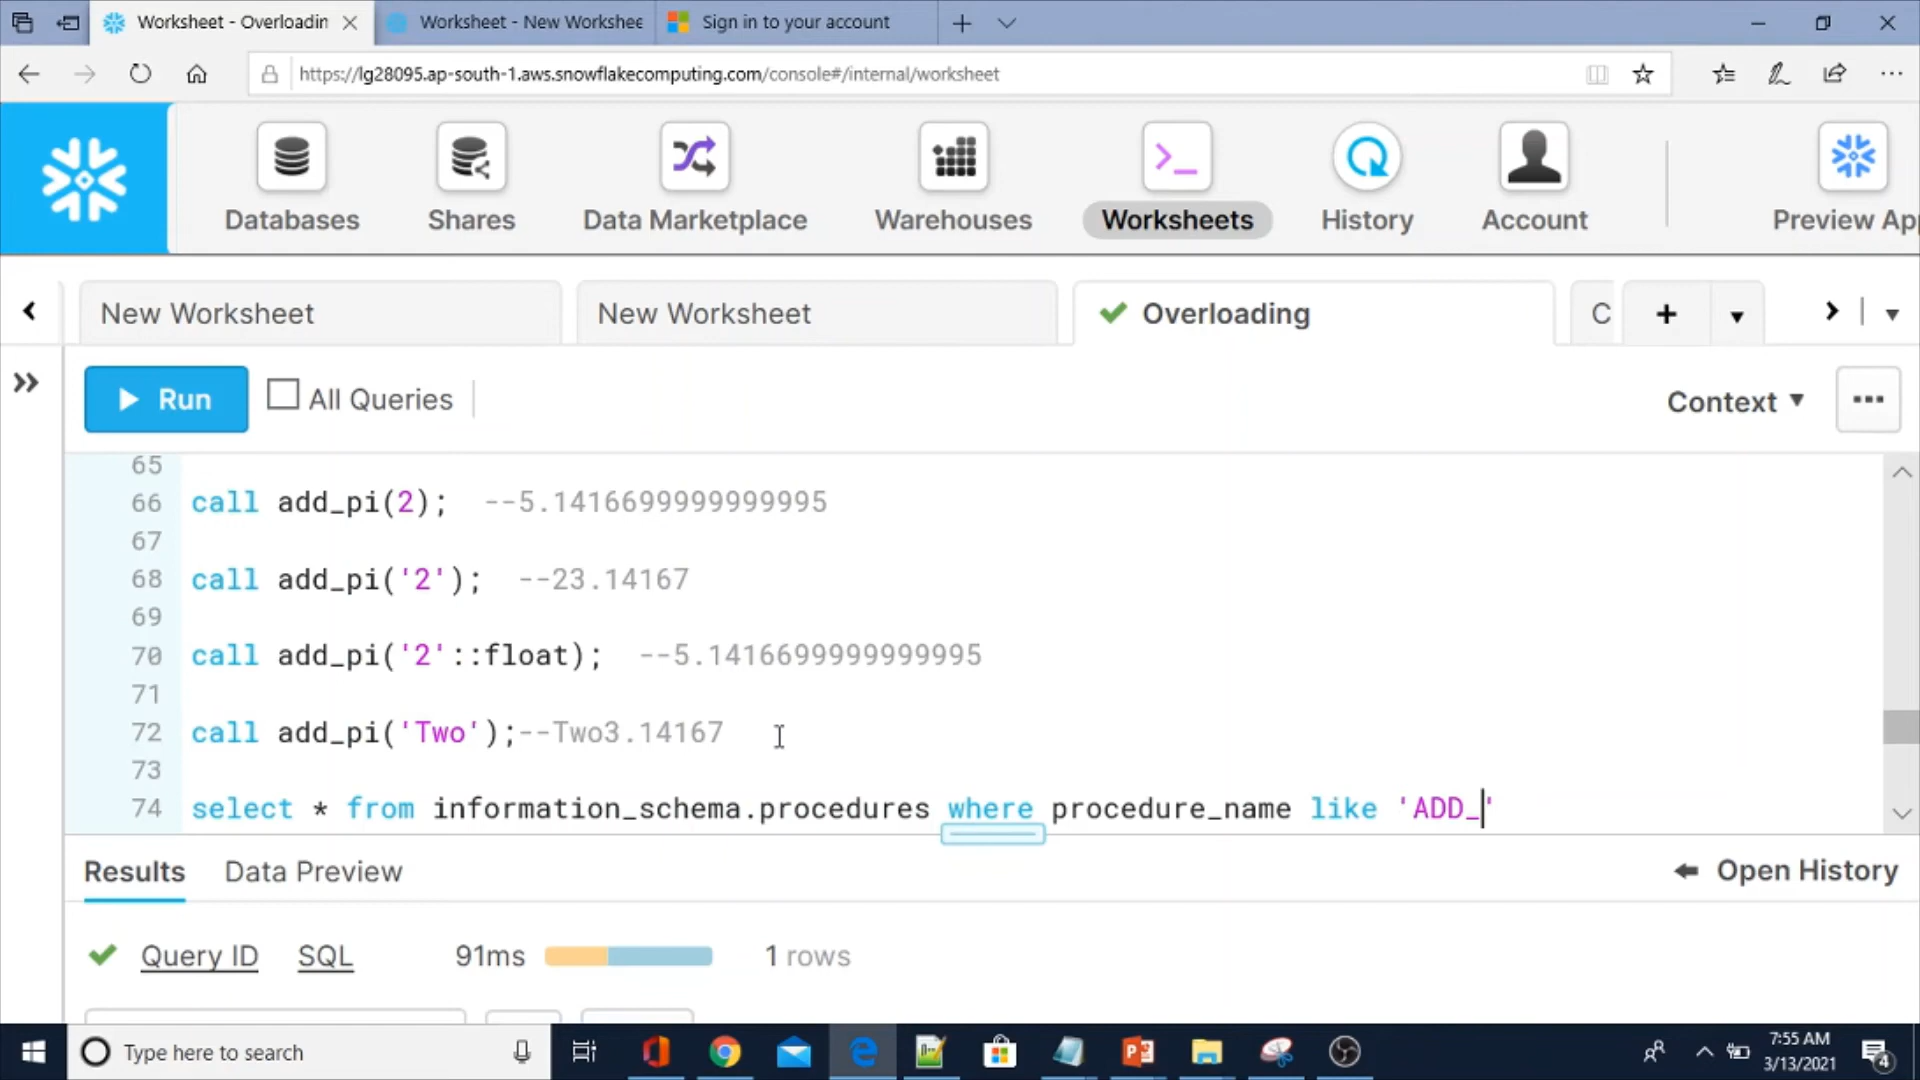 Worksheet - Overloadin
Worksheet - New Workshee
Sign in to your account
https://lg28095.ap-south-1.aws.snowflakecomputing.com/console#/internal/worksheet
Databases
Shares
Data Marketplace
Warehouses
Worksheets
History
Account
Preview Ap
New Worksheet
New Worksheet
Overloading
C
Run
All Queries
Context
65
66 call add_pi(2); --5.1416699999999995
67
68 call add_pi('2'); --23.14167
69
70 call add_pi('2'::float); --5.1416699999999995
71
72 call add_pi('Two');--Two3.14167
73
74 select * from information_schema.procedures where procedure_name like 'ADD_'
Results
Data Preview
Open History
Query ID
SQL
91ms
1 rows
Type here to search
7:55 AM
3/13/2021
4